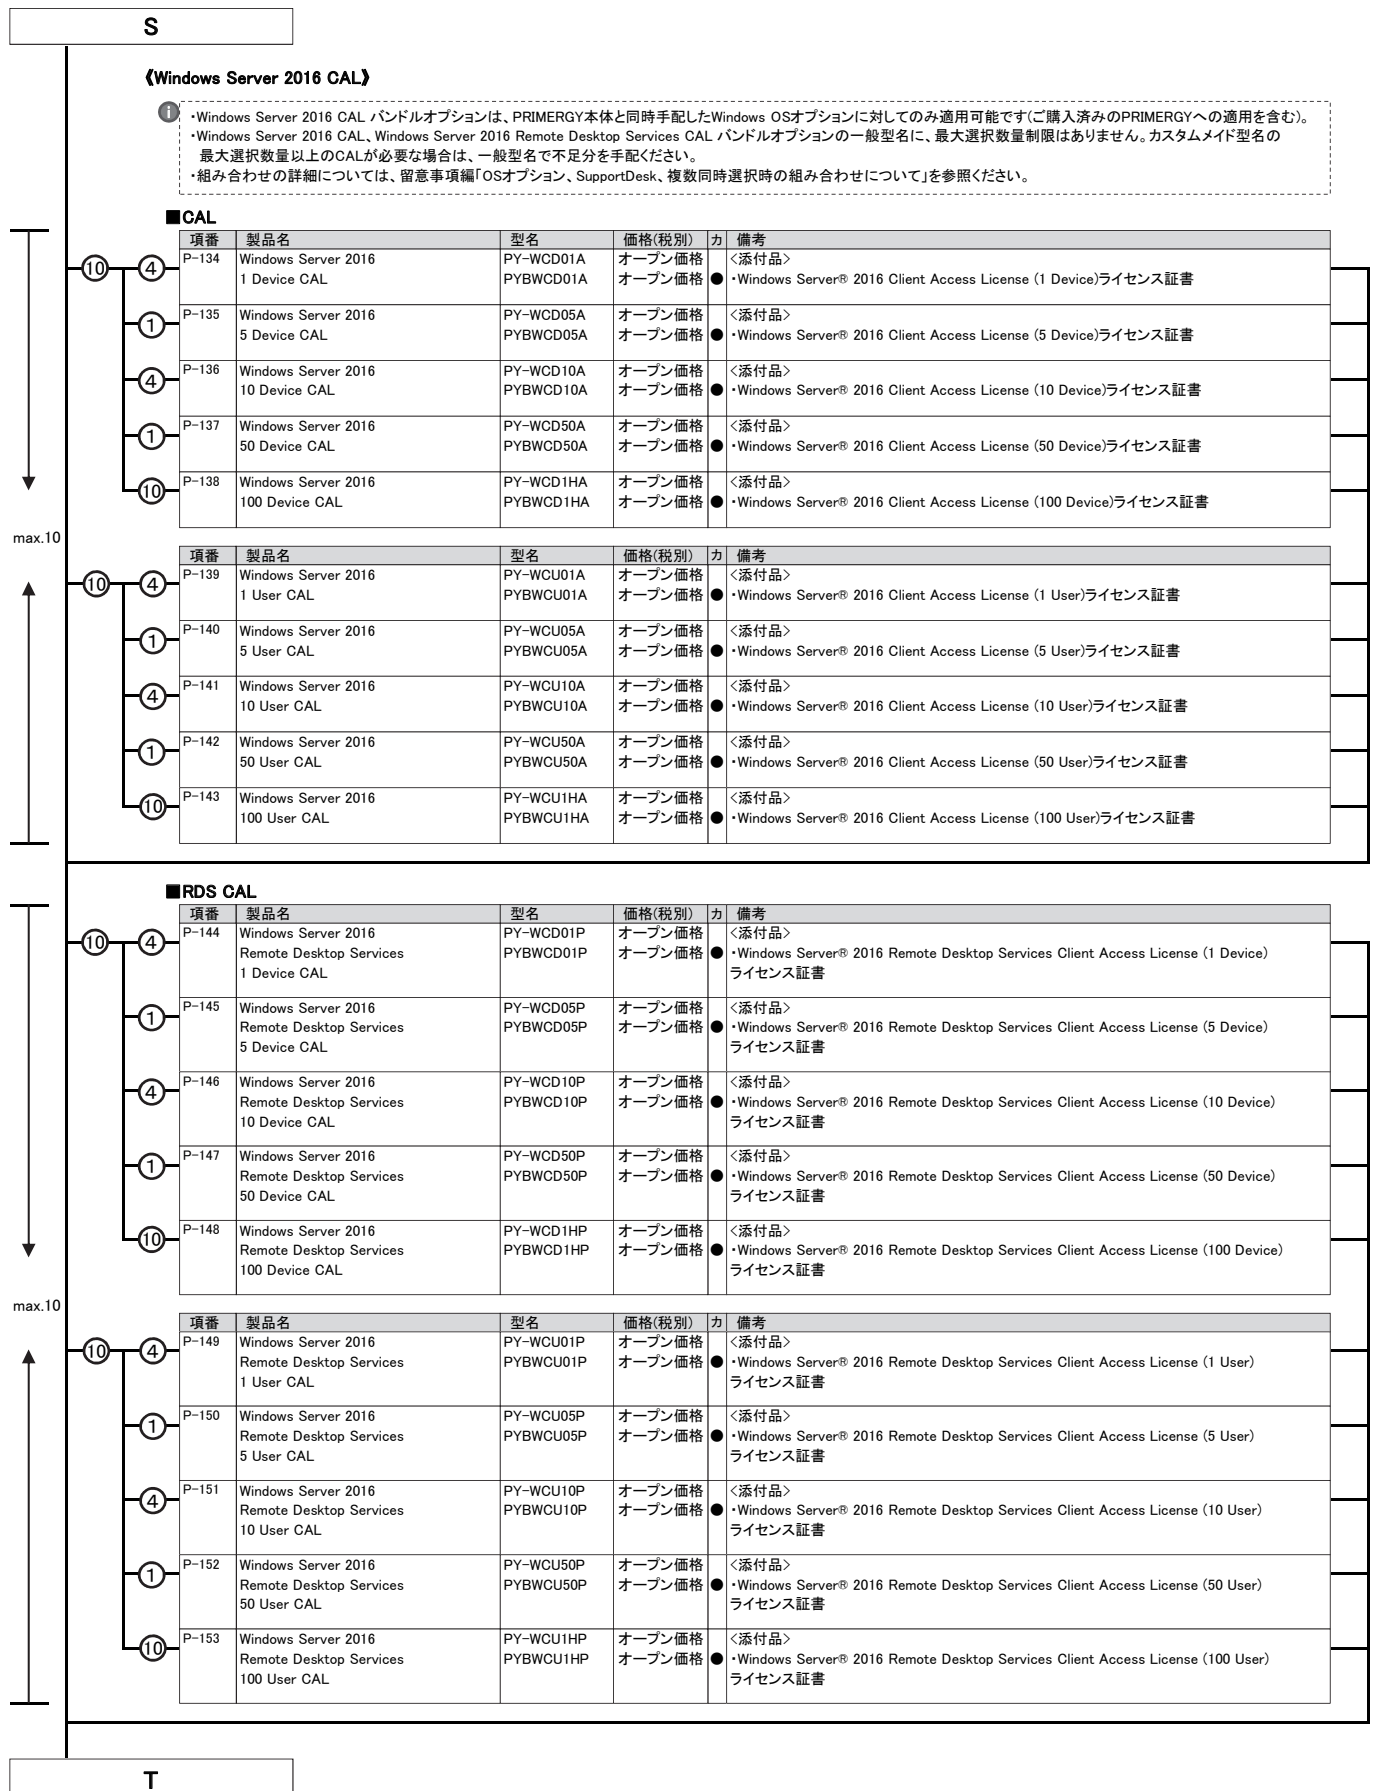 S
《Windows Server 2016 CAL》
・Windows Server 2016 CAL バンドルオプションは、PRIMERGY本体と同時手配したWindows OSオプションに対してのみ適用可能です(ご購入済みのPRIMERGYへの適用を含む)。
・Windows Server 2016 CAL、Windows Server 2016 Remote Desktop Services CAL バンドルオプションの一般型名に、最大選択数量制限はありません。カスタムメイド型名の
最大選択数量以上のCALが必要な場合は、一般型名で不足分を手配ください。
・組み合わせの詳細については、留意事項編「OSオプション、SupportDesk、複数同時選択時の組み合わせについて」を参照ください。
■CAL
項番 製品名 型名 価格(税別) カ 備考
⑩ ④ P-134 Windows Server 2016 PY-WCD01A オープン価格 <添付品>
1 Device CAL PYBWCD01A オープン価格 ● ・Windows Server® 2016 Client Access License (1 Device)ライセンス証書
① P-135 Windows Server 2016 PY-WCD05A オープン価格 <添付品>
5 Device CAL PYBWCD05A オープン価格 ● ・Windows Server® 2016 Client Access License (5 Device)ライセンス証書
④ P-136 Windows Server 2016 PY-WCD10A オープン価格 <添付品>
10 Device CAL PYBWCD10A オープン価格 ● ・Windows Server® 2016 Client Access License (10 Device)ライセンス証書
① P-137 Windows Server 2016 PY-WCD50A オープン価格 <添付品>
50 Device CAL PYBWCD50A オープン価格 ● ・Windows Server® 2016 Client Access License (50 Device)ライセンス証書
⑩ P-138 Windows Server 2016 PY-WCD1HA オープン価格 <添付品>
100 Device CAL PYBWCD1HA オープン価格 ● ・Windows Server® 2016 Client Access License (100 Device)ライセンス証書
max.10
項番 製品名 型名 価格(税別) カ 備考
⑩ ④ P-139 Windows Server 2016 PY-WCU01A オープン価格 <添付品>
1 User CAL PYBWCU01A オープン価格 ● ・Windows Server® 2016 Client Access License (1 User)ライセンス証書
① P-140 Windows Server 2016 PY-WCU05A オープン価格 <添付品>
5 User CAL PYBWCU05A オープン価格 ● ・Windows Server® 2016 Client Access License (5 User)ライセンス証書
④ P-141 Windows Server 2016 PY-WCU10A オープン価格 <添付品>
10 User CAL PYBWCU10A オープン価格 ● ・Windows Server® 2016 Client Access License (10 User)ライセンス証書
① P-142 Windows Server 2016 PY-WCU50A オープン価格 <添付品>
50 User CAL PYBWCU50A オープン価格 ● ・Windows Server® 2016 Client Access License (50 User)ライセンス証書
⑩ P-143 Windows Server 2016 PY-WCU1HA オープン価格 <添付品>
100 User CAL PYBWCU1HA オープン価格 ● ・Windows Server® 2016 Client Access License (100 User)ライセンス証書
■RDS CAL
項番 製品名 型名 価格(税別) カ 備考
⑩ ④ P-144 Windows Server 2016 PY-WCD01P オープン価格 <添付品>
Remote Desktop Services PYBWCD01P オープン価格 ● ・Windows Server® 2016 Remote Desktop Services Client Access License (1 Device)
1 Device CAL ライセンス証書
① P-145 Windows Server 2016 PY-WCD05P オープン価格 <添付品>
Remote Desktop Services PYBWCD05P オープン価格 ● ・Windows Server® 2016 Remote Desktop Services Client Access License (5 Device)
5 Device CAL ライセンス証書
④ P-146 Windows Server 2016 PY-WCD10P オープン価格 <添付品>
Remote Desktop Services PYBWCD10P オープン価格 ● ・Windows Server® 2016 Remote Desktop Services Client Access License (10 Device)
10 Device CAL ライセンス証書
① P-147 Windows Server 2016 PY-WCD50P オープン価格 <添付品>
Remote Desktop Services PYBWCD50P オープン価格 ● ・Windows Server® 2016 Remote Desktop Services Client Access License (50 Device)
50 Device CAL ライセンス証書
⑩ P-148 Windows Server 2016 PY-WCD1HP オープン価格 <添付品>
Remote Desktop Services PYBWCD1HP オープン価格 ● ・Windows Server® 2016 Remote Desktop Services Client Access License (100 Device)
100 Device CAL ライセンス証書
max.10
項番 製品名 型名 価格(税別) カ 備考
⑩ ④ P-149 Windows Server 2016 PY-WCU01P オープン価格 <添付品>
Remote Desktop Services PYBWCU01P オープン価格 ● ・Windows Server® 2016 Remote Desktop Services Client Access License (1 User)
1 User CAL ライセンス証書
① P-150 Windows Server 2016 PY-WCU05P オープン価格 <添付品>
Remote Desktop Services PYBWCU05P オープン価格 ● ・Windows Server® 2016 Remote Desktop Services Client Access License (5 User)
5 User CAL ライセンス証書
④ P-151 Windows Server 2016 PY-WCU10P オープン価格 <添付品>
Remote Desktop Services PYBWCU10P オープン価格 ● ・Windows Server® 2016 Remote Desktop Services Client Access License (10 User)
10 User CAL ライセンス証書
① P-152 Windows Server 2016 PY-WCU50P オープン価格 <添付品>
Remote Desktop Services PYBWCU50P オープン価格 ● ・Windows Server® 2016 Remote Desktop Services Client Access License (50 User)
50 User CAL ライセンス証書
⑩ P-153 Windows Server 2016 PY-WCU1HP オープン価格 <添付品>
Remote Desktop Services PYBWCU1HP オープン価格 ● ・Windows Server® 2016 Remote Desktop Services Client Access License (100 User)
100 User CAL ライセンス証書
T